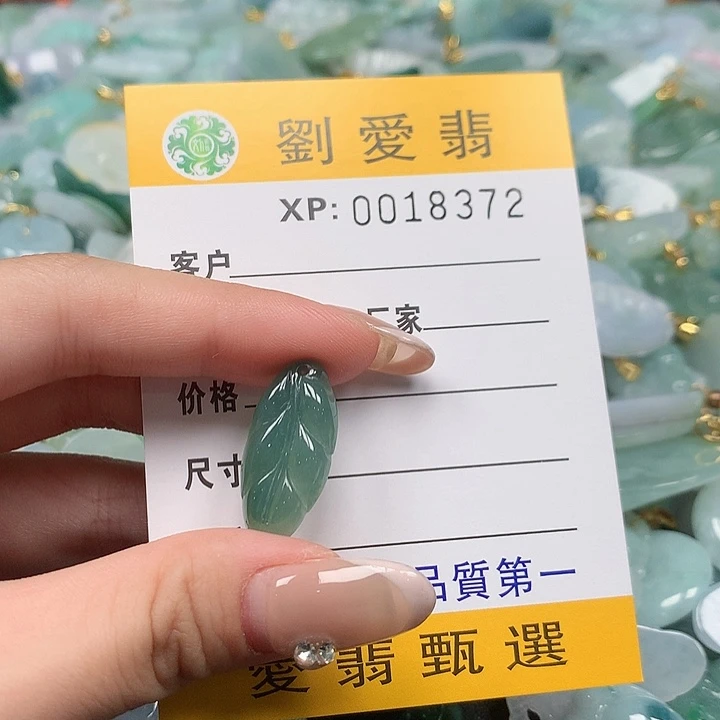 劉愛翡
XP: 0018372
客户
厂家
价格
尺寸
品質第一
愛翡甄選